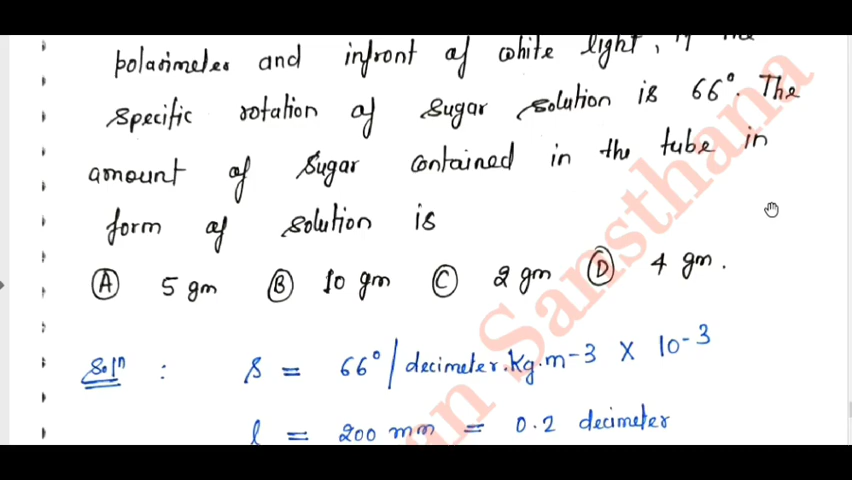 polarimeter and infront of white light, if the
specific rotation of sugar solution is 66°. The
amount of sugar contained in the tube in
form of solution is
(A) 5 gm (B) 10 gm (C) 2 gm (D) 4 gm.
Solⁿ : S = 66° / decimeter.kg.m-3 × 10-3
l = 200 mm = 0.2 decimeter
an Sansthana